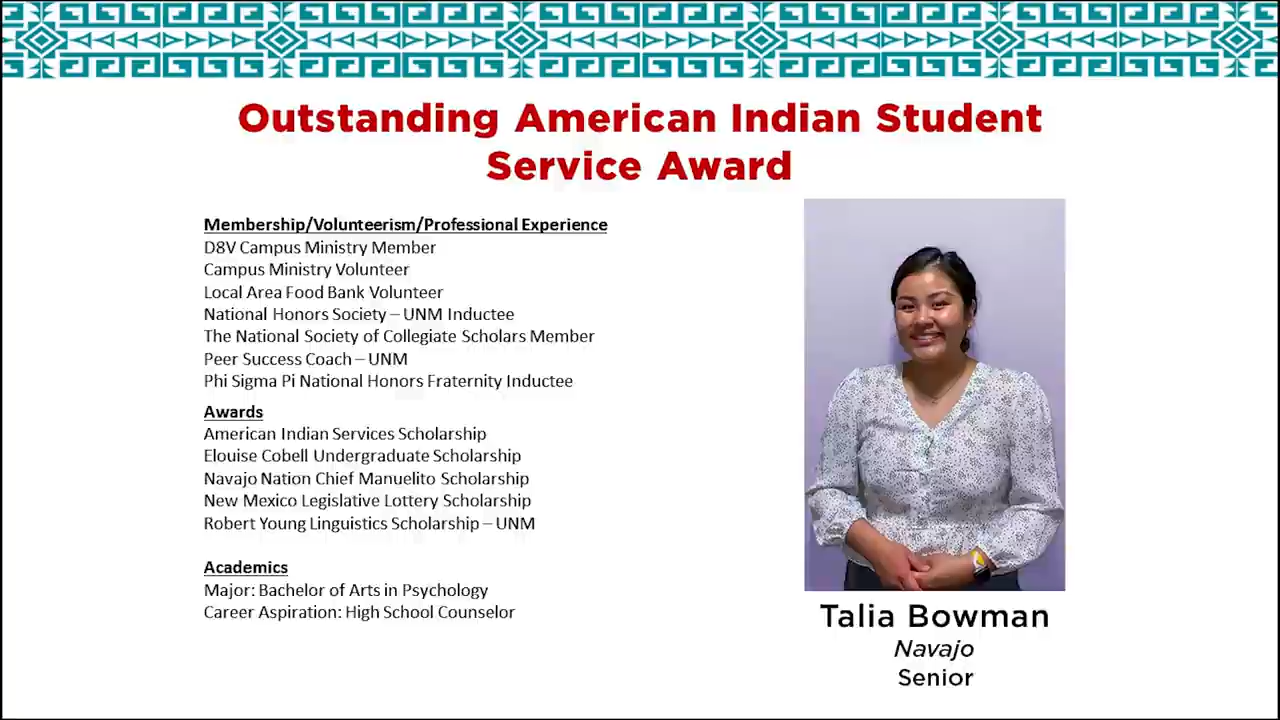 Outstanding American Indian Student
Service Award
Membership/Volunteerism/Professional Experience
D8V Campus Ministry Member
Campus Ministry Volunteer
Local Area Food Bank Volunteer
National Honors Society – UNM Inductee
The National Society of Collegiate Scholars Member
Peer Success Coach – UNM
Phi Sigma Pi National Honors Fraternity Inductee
Awards
American Indian Services Scholarship
Elouise Cobell Undergraduate Scholarship
Navajo Nation Chief Manuelito Scholarship
New Mexico Legislative Lottery Scholarship
Robert Young Linguistics Scholarship – UNM
Academics
Major: Bachelor of Arts in Psychology
Career Aspiration: High School Counselor
Talia Bowman
Navajo
Senior